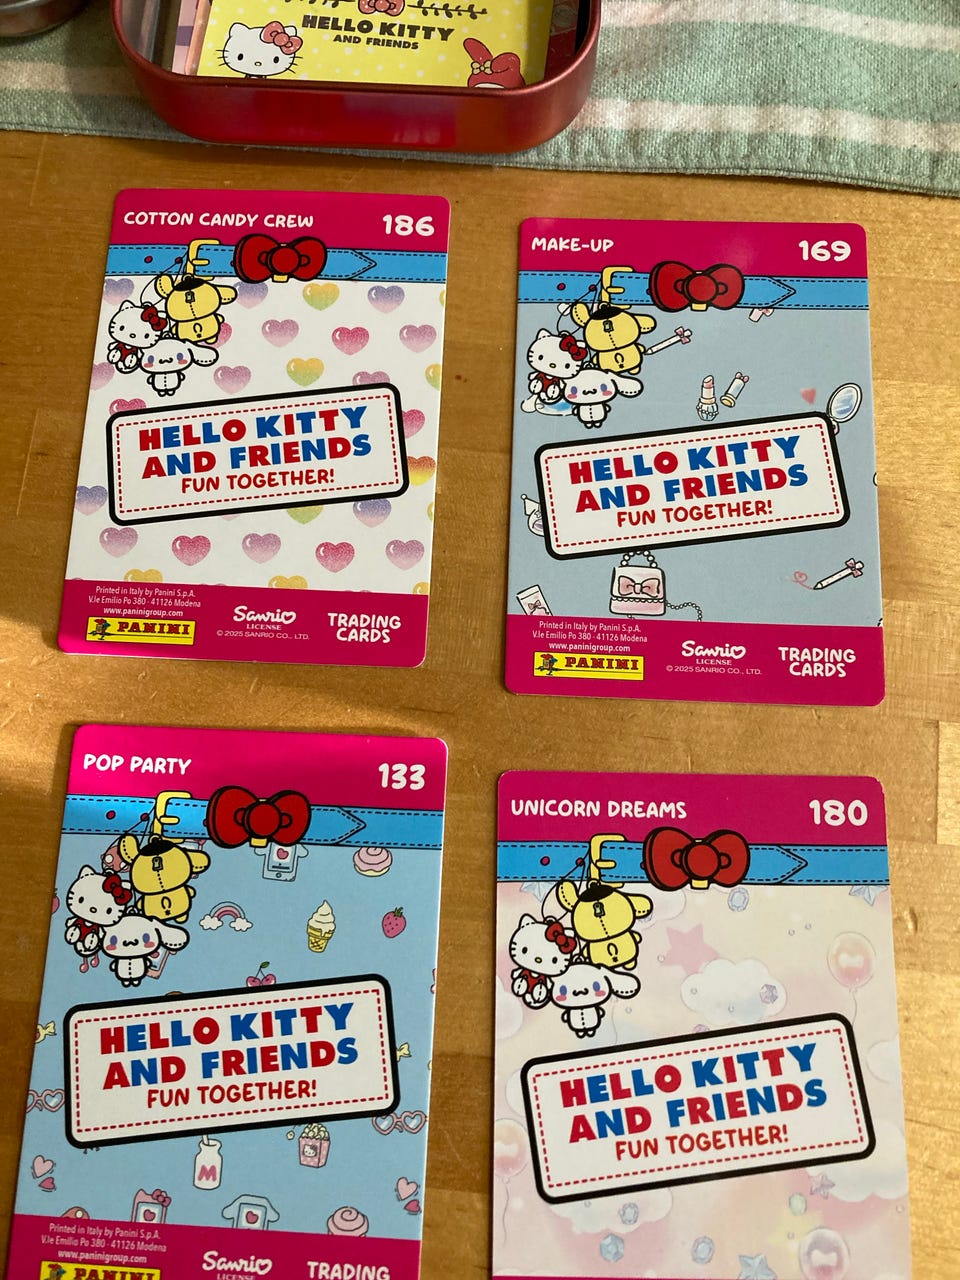 HELLO KITTY
AND FRIENDS
COTTON CANDY CREW 186
HELLO KITTY
AND FRIENDS
FUN TOGETHER!
Printed in Italy by Panini S.p.A.
V.le Emilio Po 380 - 41126 Modena
www.paninigroup.com
PANINI
Sanrio
LICENSE
© 2025 SANRIO CO., LTD.
TRADING
CARDS
MAKE-UP 169
HELLO KITTY
AND FRIENDS
FUN TOGETHER!
Printed in Italy by Panini S.p.A.
V.le Emilio Po 380 - 41126 Modena
www.paninigroup.com
PANINI
Sanrio
LICENSE
© 2025 SANRIO CO., LTD.
TRADING
CARDS
POP PARTY 133
HELLO KITTY
AND FRIENDS
FUN TOGETHER!
M
Printed in Italy by Panini S.p.A.
V.le Emilio Po 380 - 41126 Modena
www.paninigroup.com
PANINI
Sanrio
LICENSE
TRADING
UNICORN DREAMS 180
HELLO KITTY
AND FRIENDS
FUN TOGETHER!